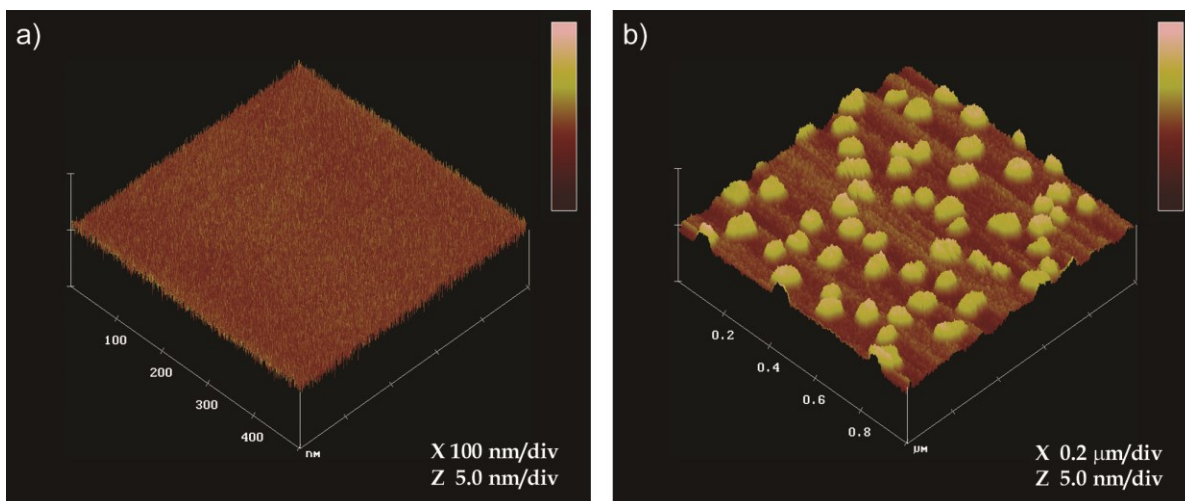 a)
100
200
300
400
nm
X 100 nm/div
Z 5.0 nm/div
b)
0.2
0.4
0.6
0.8
μm
X 0.2 μm/div
Z 5.0 nm/div